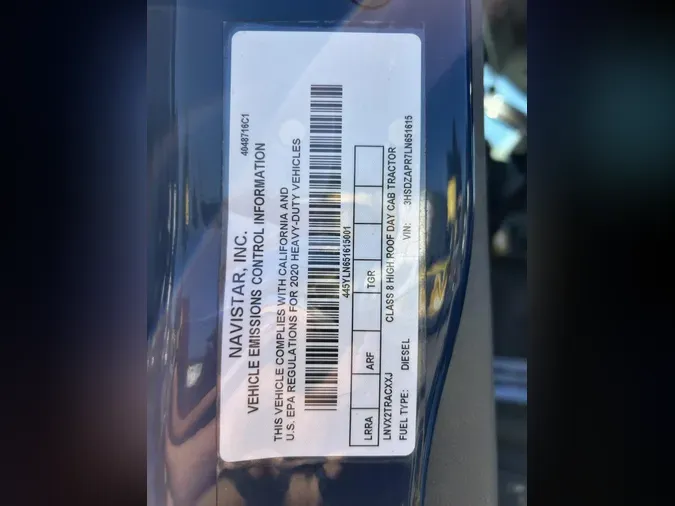 NAVISTAR, INC. 4048716C1
VEHICLE EMISSIONS CONTROL INFORMATION
THIS VEHICLE COMPLIES WITH CALIFORNIA AND
U.S. EPA REGULATIONS FOR 2020 HEAVY-DUTY VEHICLES
445YLN651615001
LRRA ARF TGR
LNVX2TRACXXJ CLASS 8 HIGH ROOF DAY CAB TRACTOR
FUEL TYPE: DIESEL VIN: 3HSDZAPR7LN651615